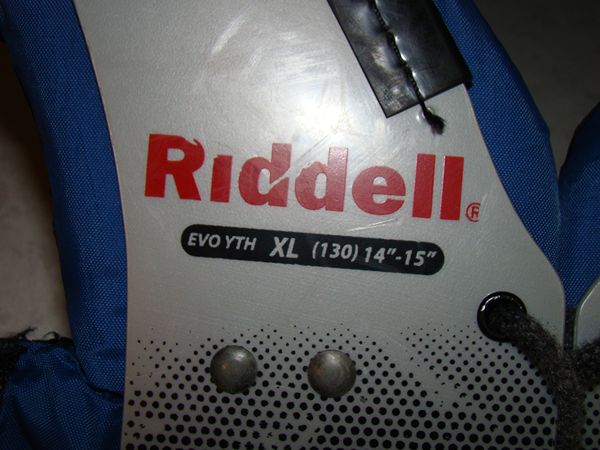 Riddell®
EVO YTH XL (130) 14"-15"